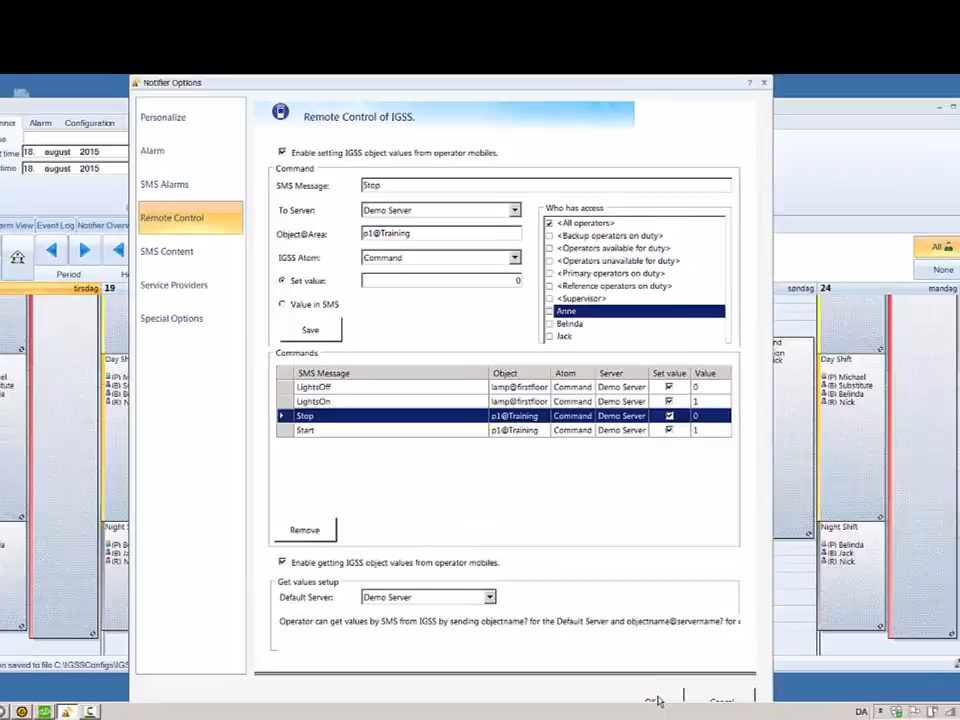 Notifier Options
? x
Personalize
Alarm
SMS Alarms
Remote Control
SMS Content
Service Providers
Special Options
Remote Control of IGSS.
Enable setting IGSS object values from operator mobiles.
Command
SMS Message: Stop
To Server: Demo Server
Object@Area: p1@Training
IGSS Atom: Command
Set value: 0
Value in SMS
Save
Who has access
<All operators>
<Backup operators on duty>
<Operators available for duty>
<Operators unavailable for duty>
<Primary operators on duty>
<Reference operators on duty>
<Supervisor>
Anne
Belinda
Jack
Commands
SMS Message Object Atom Server Set value Value
LightsOff lamp@firstfloor Command Demo Server 0
LightsOn lamp@firstfloor Command Demo Server 1
Stop p1@Training Command Demo Server 0
Start p1@Training Command Demo Server 1
Remove
Enable getting IGSS object values from operator mobiles.
Get values setup
Default Server: Demo Server
Operator can get values by SMS from IGSS by sending objectname? for the Default Server and objectname@servername? for
Alarm Configuration
18. august 2015
18. august 2015
Event Log
Period
tirsdag 19
Day Shift
(P) Michael
Night Shift
søndag 24 mandag
All
None
Day Shift
(P) Michael
(B) Substitute
(B) Belinda
(R) Nick
Night Shift
(P) Belinda
(B) Jack
(R) Nick
DA